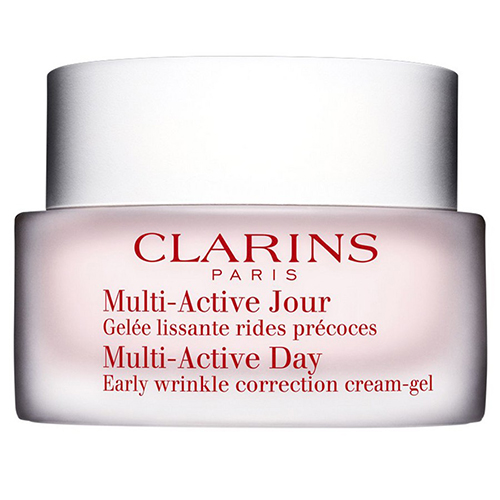 CLARINS
PARIS
Multi-Active Jour
Gelée lissante rides précoces
Multi-Active Day
Early wrinkle correction cream-gel